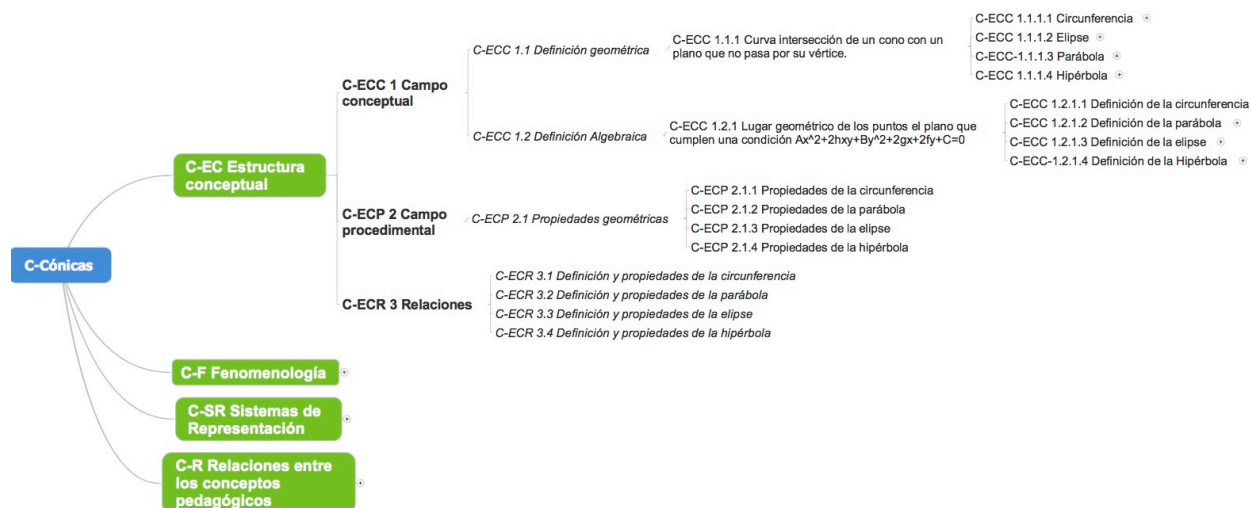 C-Cónicas
C-EC Estructura
conceptual
C-ECC 1 Campo
conceptual
C-ECC 1.1 Definición geométrica
C-ECC 1.1.1 Curva intersección de un cono con un
plano que no pasa por su vértice.
C-ECC 1.1.1.1 Circunferencia
C-ECC 1.1.1.2 Elipse
C-ECC-1.1.1.3 Parábola
C-ECC 1.1.1.4 Hipérbola
C-ECC 1.2 Definición Algebraica
C-ECC 1.2.1 Lugar geométrico de los puntos el plano que
cumplen una condición Ax^2+2hxy+By^2+2gx+2fy+C=0
C-ECC 1.2.1.1 Definición de la circunferencia
C-ECC 1.2.1.2 Definición de la parábola
C-ECC 1.2.1.3 Definición de la elipse
C-ECC-1.2.1.4 Definición de la Hipérbola
C-ECP 2 Campo
procedimental
C-ECP 2.1 Propiedades geométricas
C-ECP 2.1.1 Propiedades de la circunferencia
C-ECP 2.1.2 Propiedades de la parábola
C-ECP 2.1.3 Propiedades de la elipse
C-ECP 2.1.4 Propiedades de la hipérbola
C-ECR 3 Relaciones
C-ECR 3.1 Definición y propiedades de la circunferencia
C-ECR 3.2 Definición y propiedades de la parábola
C-ECR 3.3 Definición y propiedades de la elipse
C-ECR 3.4 Definición y propiedades de la hipérbola
C-F Fenomenología
C-SR Sistemas de
Representación
C-R Relaciones entre
los conceptos
pedagógicos